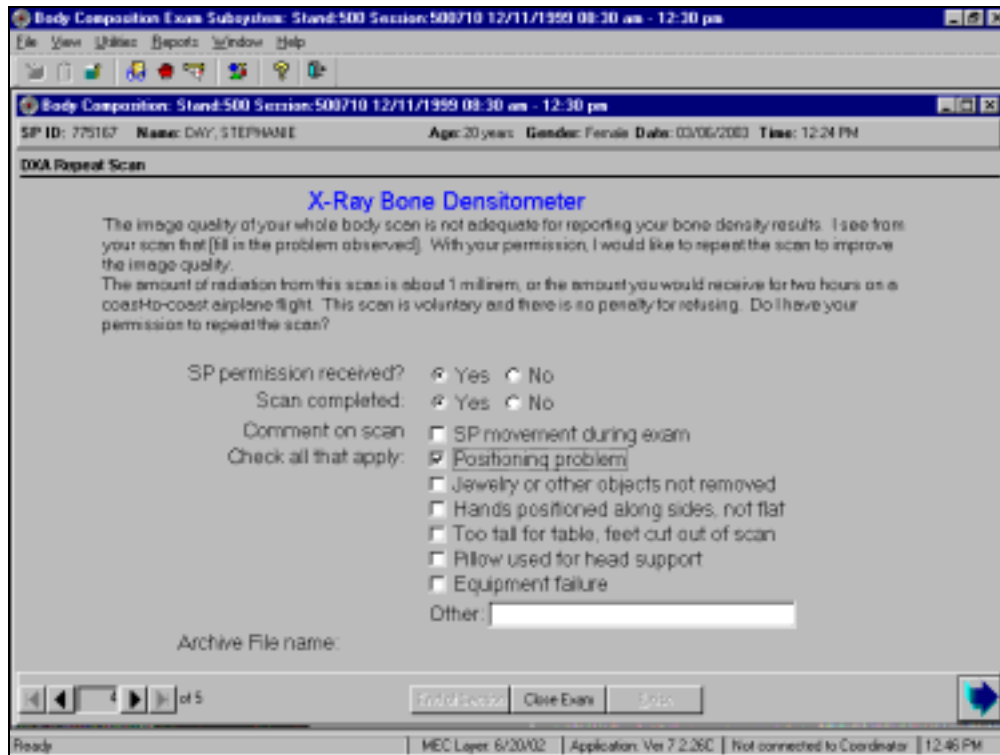 Body Composition Exam Subsystem: Stand:500 Session:500710 12/11/1999 08:30 am - 12:30 pm
File View Utilities Reports Window Help
Body Composition: Stand:500 Session:500710 12/11/1999 08:30 am - 12:30 pm
SP ID: 775167 Name: DAY, STEPHANIE Age: 20 years Gender: Female Date: 03/06/2003 Time: 12:24 PM
DXA Repeat Scan
X-Ray Bone Densitometer
The image quality of your whole body scan is not adequate for reporting your bone density results. I see from
your scan that [fill in the problem observed]. With your permission, I would like to repeat the scan to improve
the image quality.
The amount of radiation from this scan is about 1 millirem, or the amount you would receive for two hours on a
coast-to-coast airplane flight. This scan is voluntary and there is no penalty for refusing. Do I have your
permission to repeat the scan?
SP permission received? Yes No
Scan completed: Yes No
Comment on scan SP movement during exam
Check all that apply: Positioning problem
Jewelry or other objects not removed
Hands positioned along sides, not flat
Too tall for table, feet cut out of scan
Pillow used for head support
Equipment failure
Other:
Archive File name:
4 of 5 End of Section Close Exam
Ready MEC Layer: 6/20/02 Application: Ver 7.2.26C Not connected to Coordinator 12:46 PM